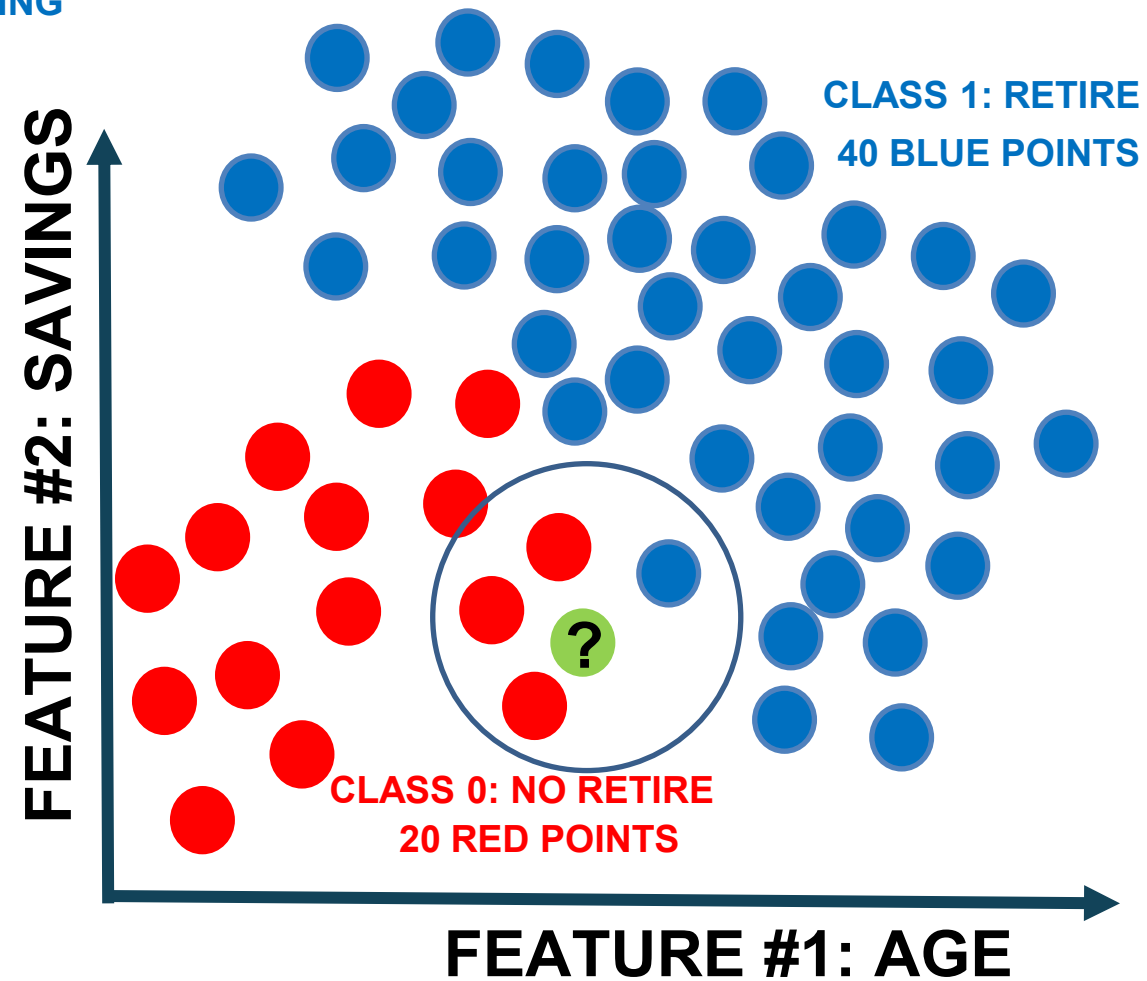 CLASS 1: RETIRE
40 BLUE POINTS
FEATURE #2: SAVINGS
?
CLASS 0: NO RETIRE
20 RED POINTS
FEATURE #1: AGE